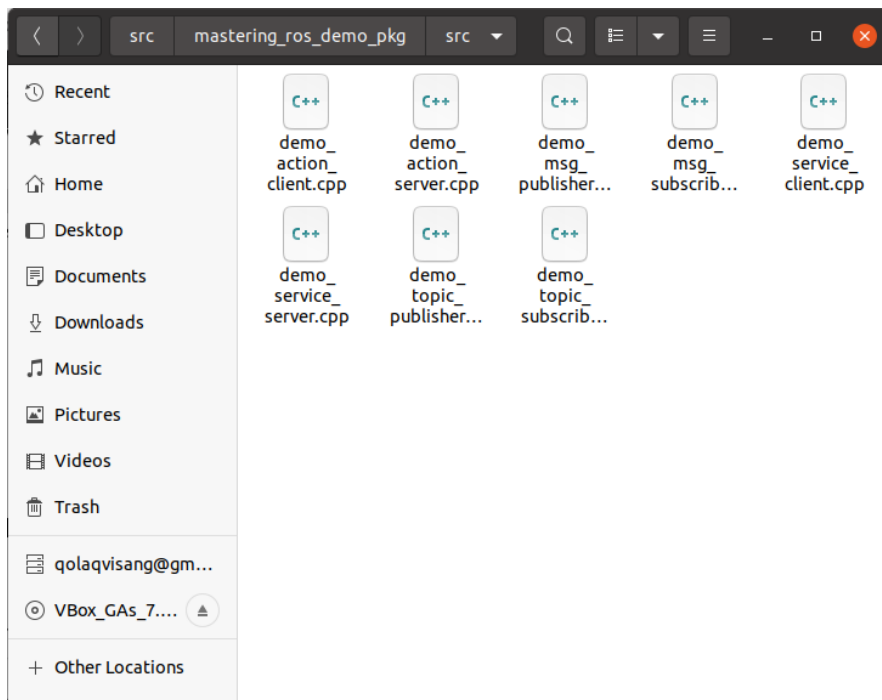 src mastering_ros_demo_pkg src
Recent
Starred
Home
Desktop
Documents
Downloads
Music
Pictures
Videos
Trash
qolaqvisang@gm...
VBox_GAs_7....
Other Locations
C++ C++ C++ C++ C++
demo_ demo_ demo_ demo_ demo_
action_ action_ msg_ msg_ service_
client.cpp server.cpp publisher... subscrib... client.cpp
C++ C++ C++
demo_ demo_ demo_
service_ topic_ topic_
server.cpp publisher... subscrib...